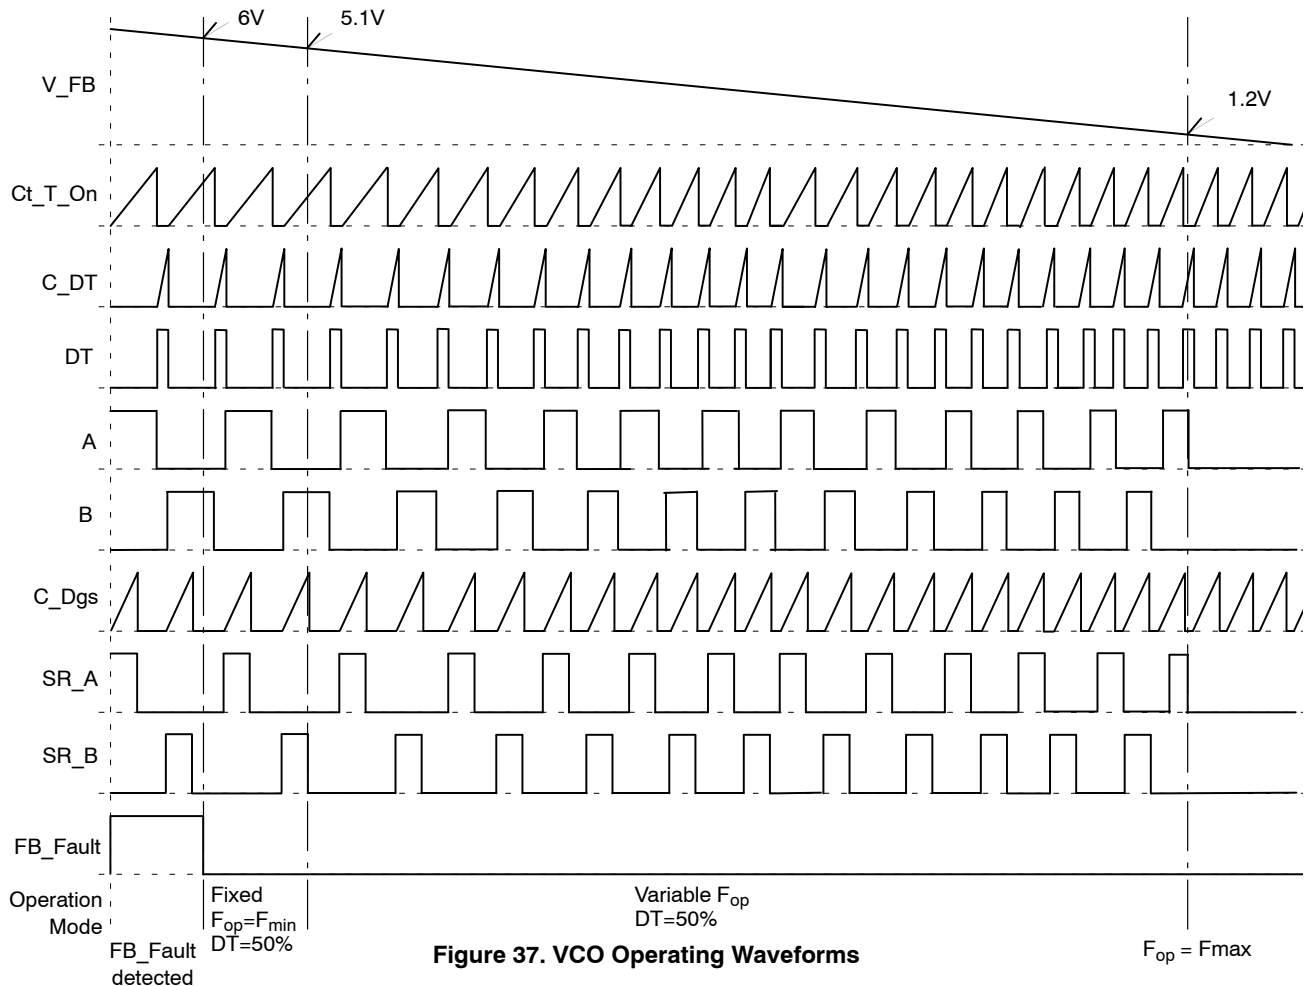 6V
5.1V
V_FB
1.2V
Ct_T_On
C_DT
DT
A
B
C_Dgs
SR_A
SR_B
FB_Fault
Operation
Mode
FB_Fault
detected
Fixed
Fop=Fmin
DT=50%
Variable Fop
DT=50%
Fop = Fmax
Figure 37. VCO Operating Waveforms